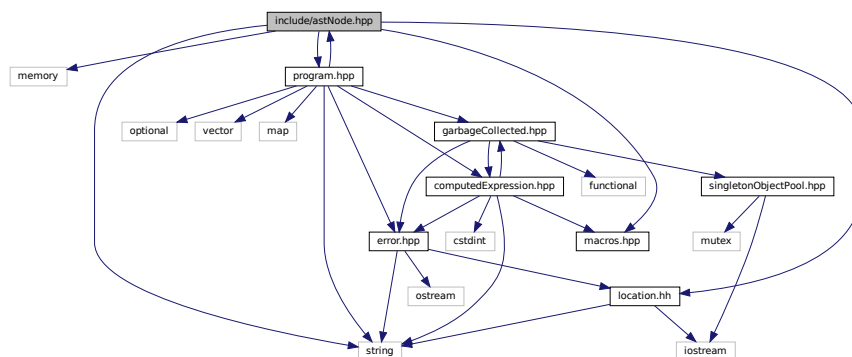 include/astNode.hpp
memory
program.hpp
optional
vector
map
garbageCollected.hpp
computedExpression.hpp
functional
singletonObjectPool.hpp
error.hpp
cstdint
macros.hpp
mutex
ostream
location.hh
string
iostream